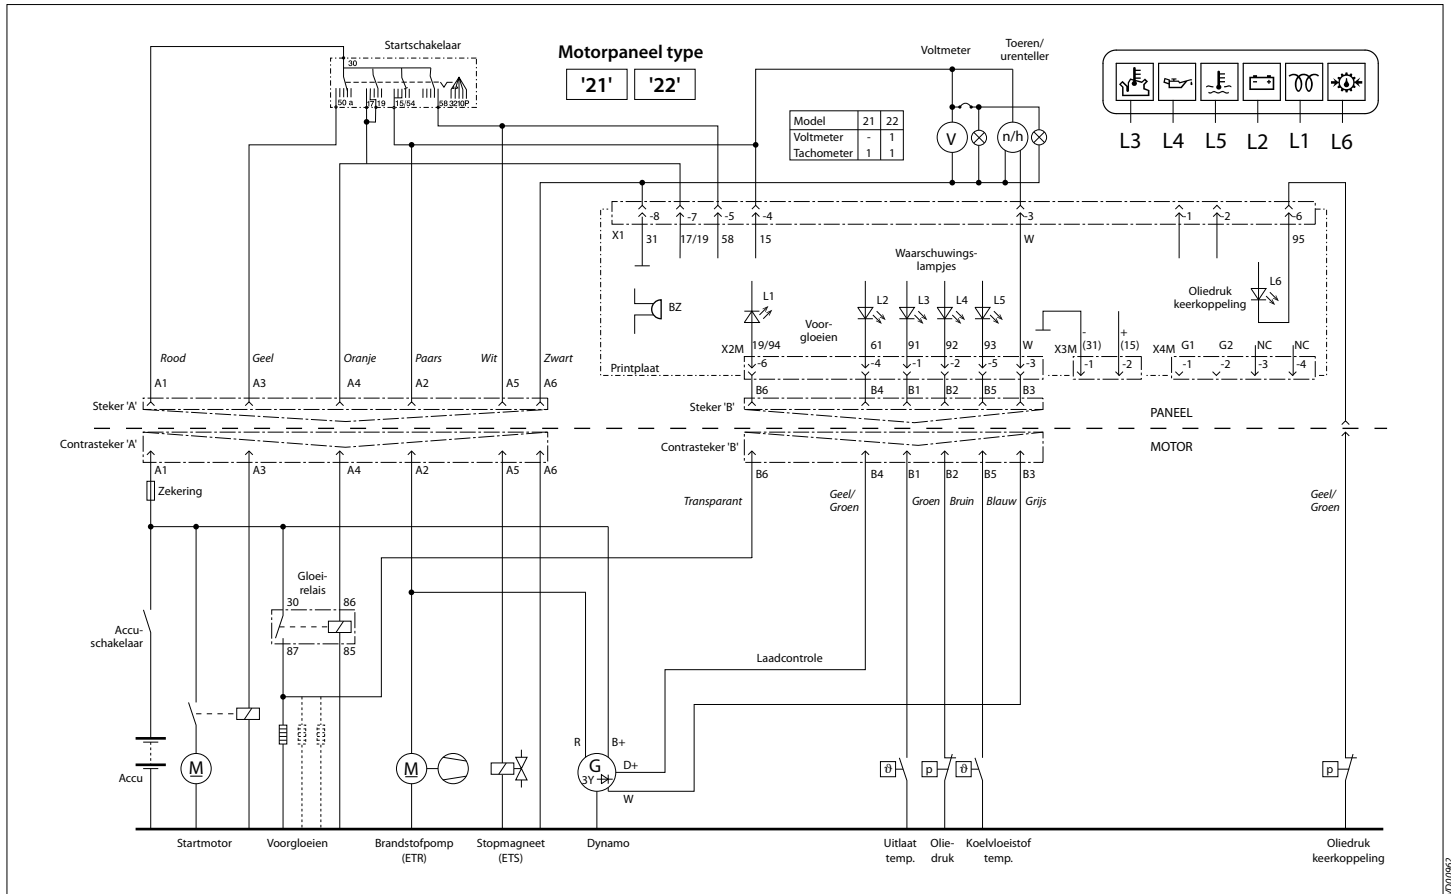 Startschakelaar
30
50 a 17 19 15/54 58 3 2 1 0 P
Motorpaneel type
'21' '22'
Model 21 22
Voltmeter - 1
Tachometer 1 1
Voltmeter
Toeren/
urenteller
V n/h
L3 L4 L5 L2 L1 L6
X1
-8 -7 -5 -4 -3 -1 -2 -6
31 17/19 58 15 W 95
Waarschuwings-
lampjes
BZ
L1 L2 L3 L4 L5 L6
Oliedruk
keerkoppeling
Voor-
gloeien
X2M 19/94 61 91 92 93 W
-6 -4 -1 -2 -5 -3
X3M - (31) + (15)
-1 -2
X4M G1 G2 NC NC
-1 -2 -3 -4
Printplaat
Rood Geel Oranje Paars Wit Zwart
A1 A3 A4 A2 A5 A6
B6 B4 B1 B2 B5 B3
Steker 'A'
Steker 'B'
PANEEL
MOTOR
Contrasteker 'A'
Contrasteker 'B'
A1 A3 A4 A2 A5 A6
B6 B4 B1 B2 B5 B3
Zekering
Transparant
Geel/
Groen
Groen Bruin Blauw Grijs
Geel/
Groen
Gloei-
relais
30 86
87 85
Accu-
schakelaar
Laadcontrole
Accu
M
M
R B+
G
3Y
D+
W
ϑ p ϑ p
Startmotor
Voorgloeien
Brandstofpomp
(ETR)
Stopmagneet
(ETS)
Dynamo
Uitlaat
temp.
Olie-
druk
Koelvloeistof
temp.
Oliedruk
keerkoppeling